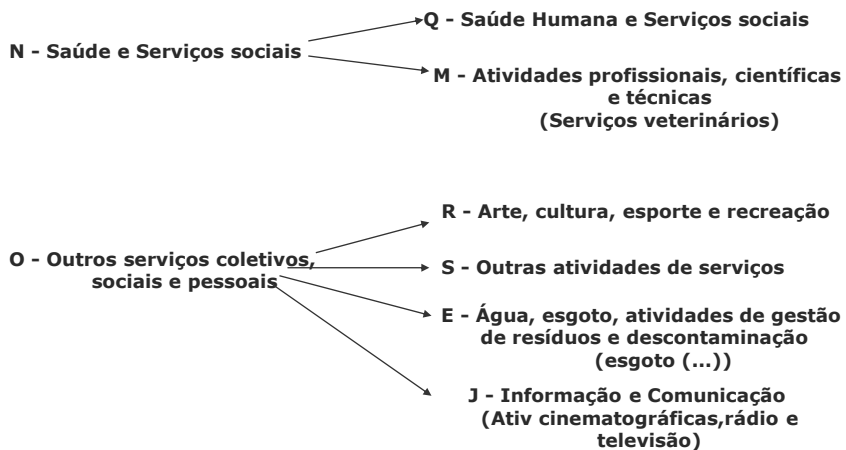 Q - Saúde Humana e Serviços sociais
N - Saúde e Serviços sociais
M - Atividades profissionais, científicas
e técnicas
(Serviços veterinários)
R - Arte, cultura, esporte e recreação
O - Outros serviços coletivos,
sociais e pessoais
S - Outras atividades de serviços
E - Água, esgoto, atividades de gestão
de resíduos e descontaminação
(esgoto (...))
J - Informação e Comunicação
(Ativ cinematográficas,rádio e
televisão)